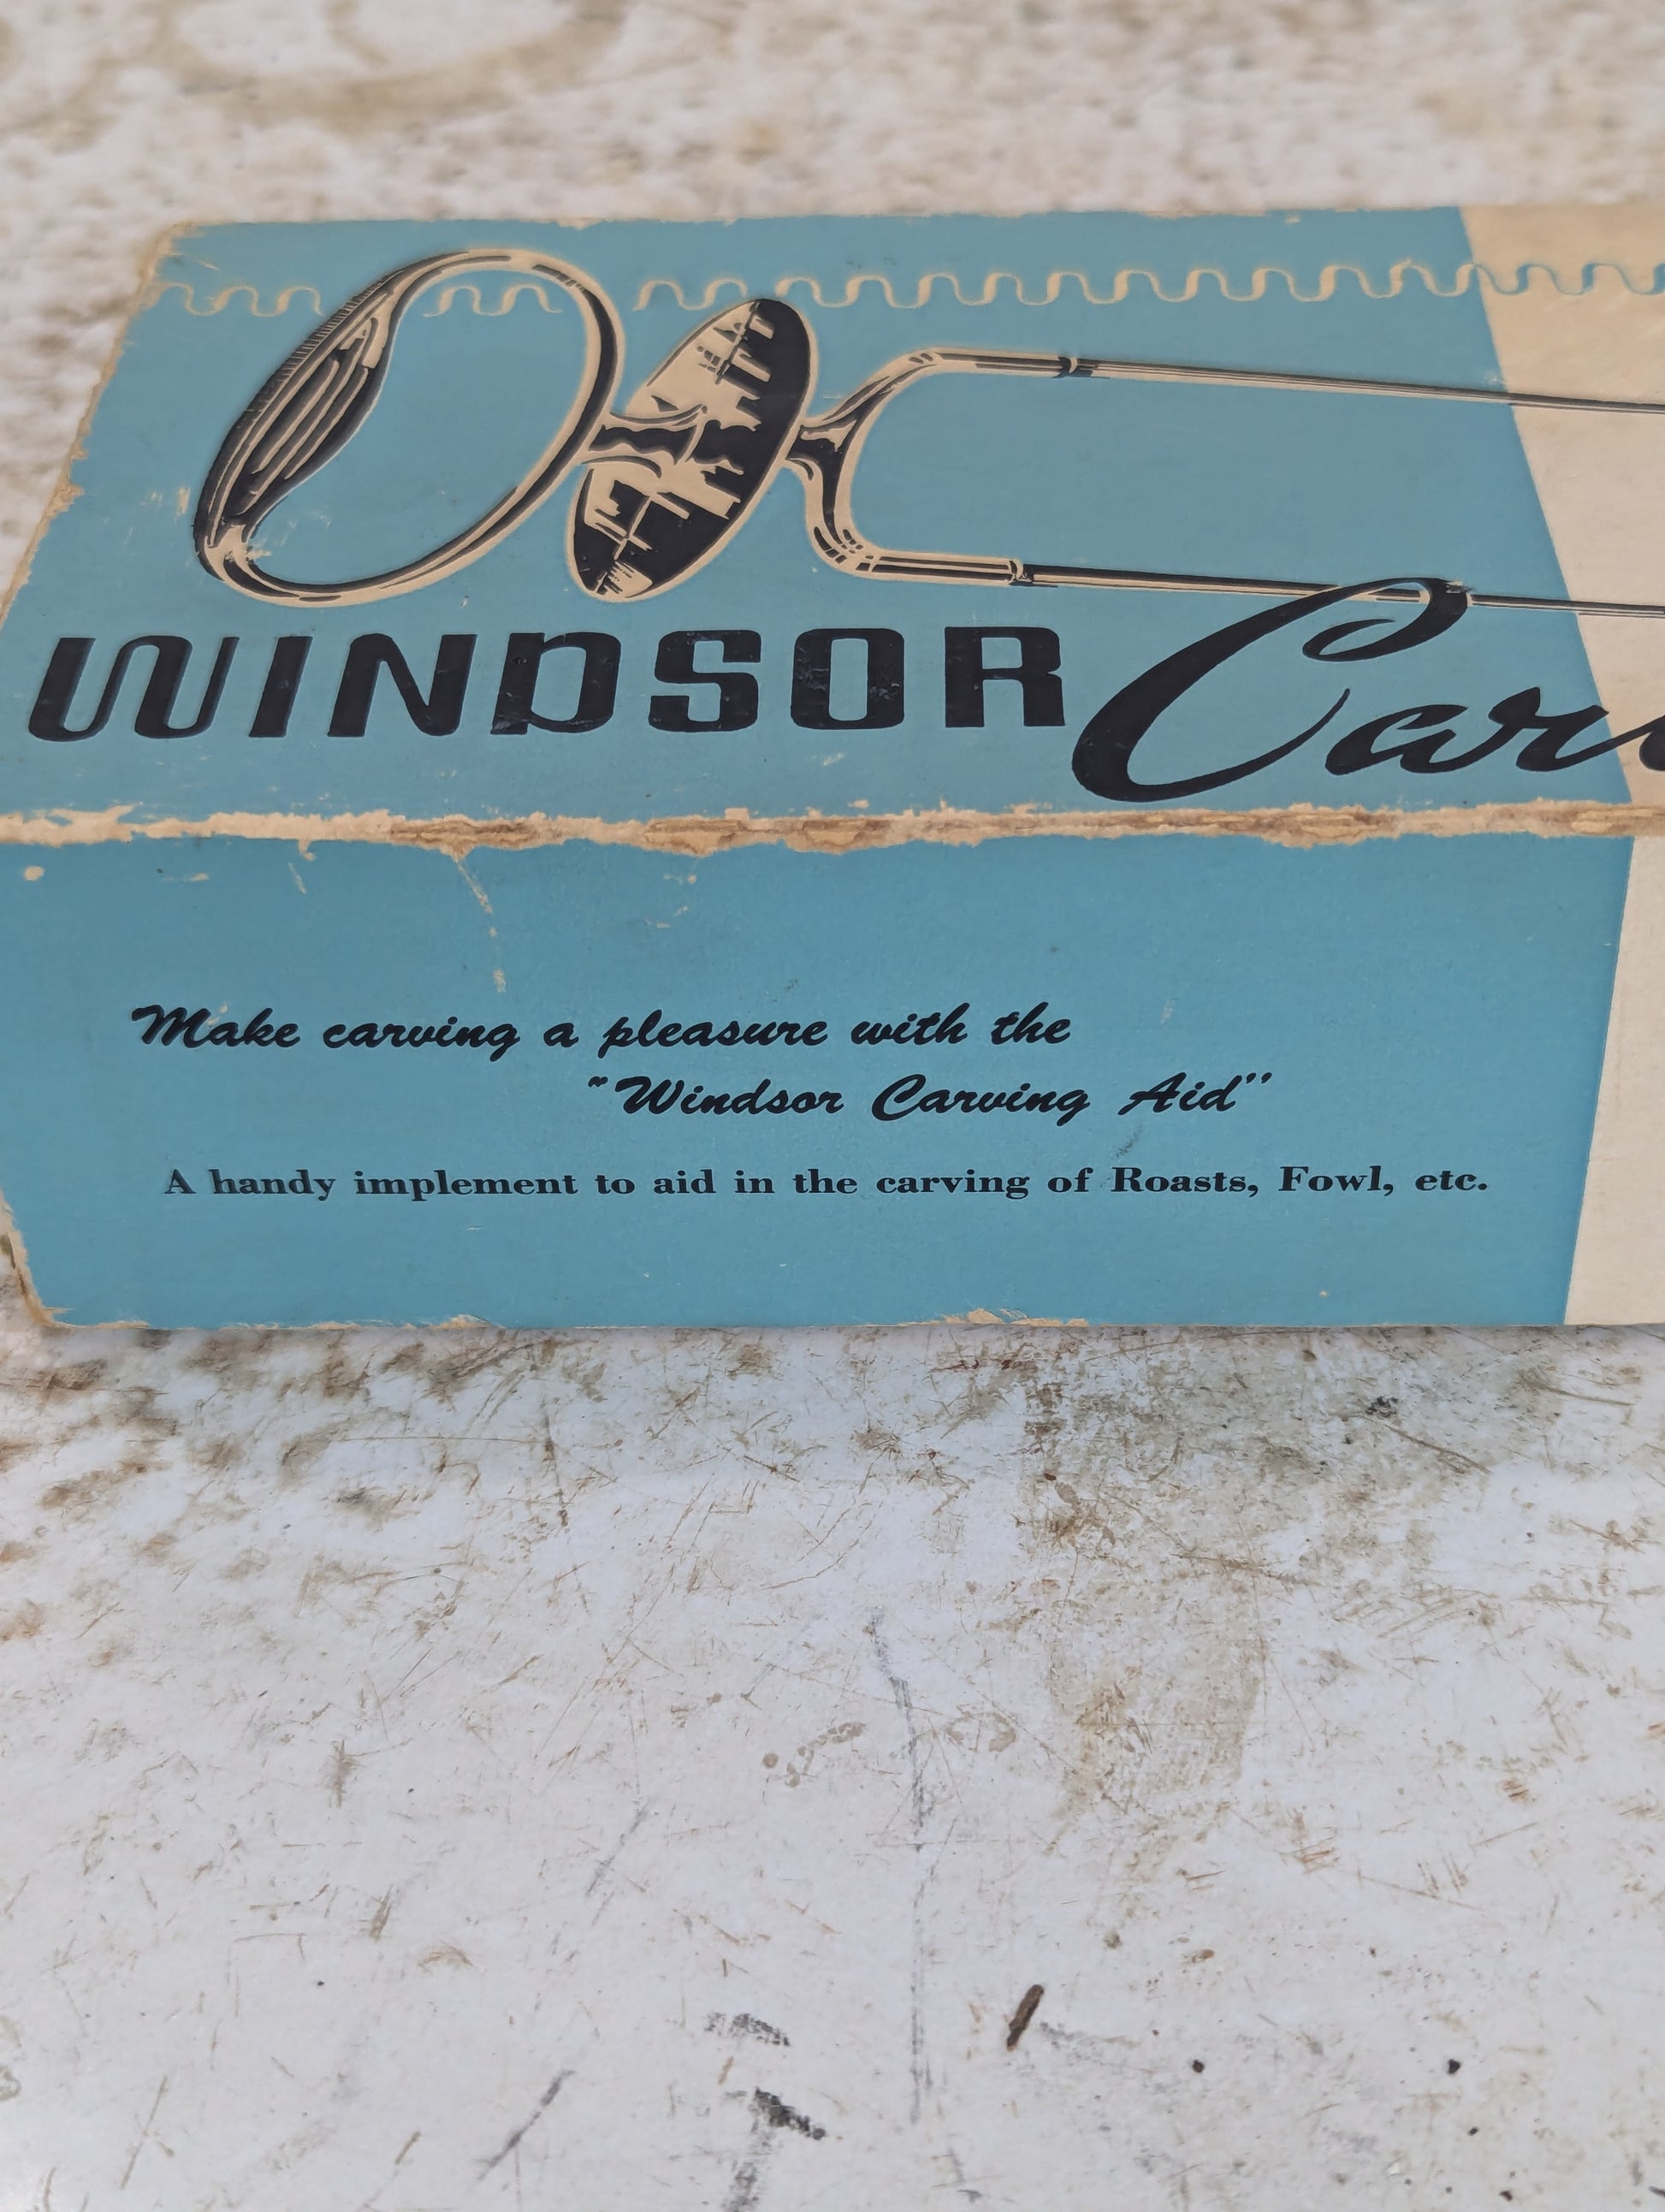 WINDSOR Carv
Make carving a pleasure with the
"Windsor Carving Aid"
A handy implement to aid in the carving of Roasts, Fowl, etc.